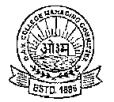 D.A.V. COLLEGE MANAGING COMMITTEE
ओ३म्
ESTD. 1886